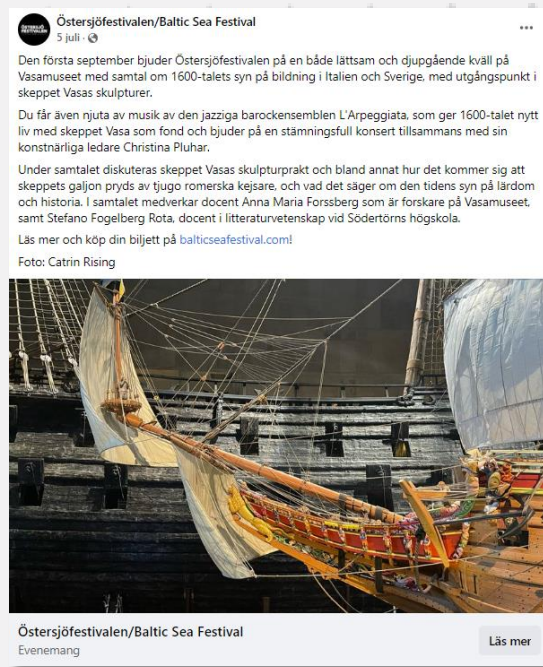 Östersjöfestivalen/Baltic Sea Festival
5 juli ·
Den första september bjuder Östersjöfestivalen på en både lättsam och djupgående kväll på
Vasamuseet med samtal om 1600-talets syn på bildning i Italien och Sverige, med utgångspunkt i
skeppet Vasas skulpturer.
Du får även njuta av musik av den jazziga barockensemblen L'Arpeggiata, som ger 1600-talet nytt
liv med skeppet Vasa som fond och bjuder på en stämningsfull konsert tillsammans med sin
konstnärliga ledare Christina Pluhar.
Under samtalet diskuteras skeppet Vasas skulpturprakt och bland annat hur det kommer sig att
skeppets galjon pryds av tjugo romerska kejsare, och vad det säger om den tidens syn på lärdom
och historia. I samtalet medverkar docent Anna Maria Forssberg som är forskare på Vasamuseet,
samt Stefano Fogelberg Rota, docent i litteraturvetenskap vid Södertörns högskola.
Läs mer och köp din biljett på balticseafestival.com!
Foto: Catrin Rising
Östersjöfestivalen/Baltic Sea Festival
Evenemang
Läs mer